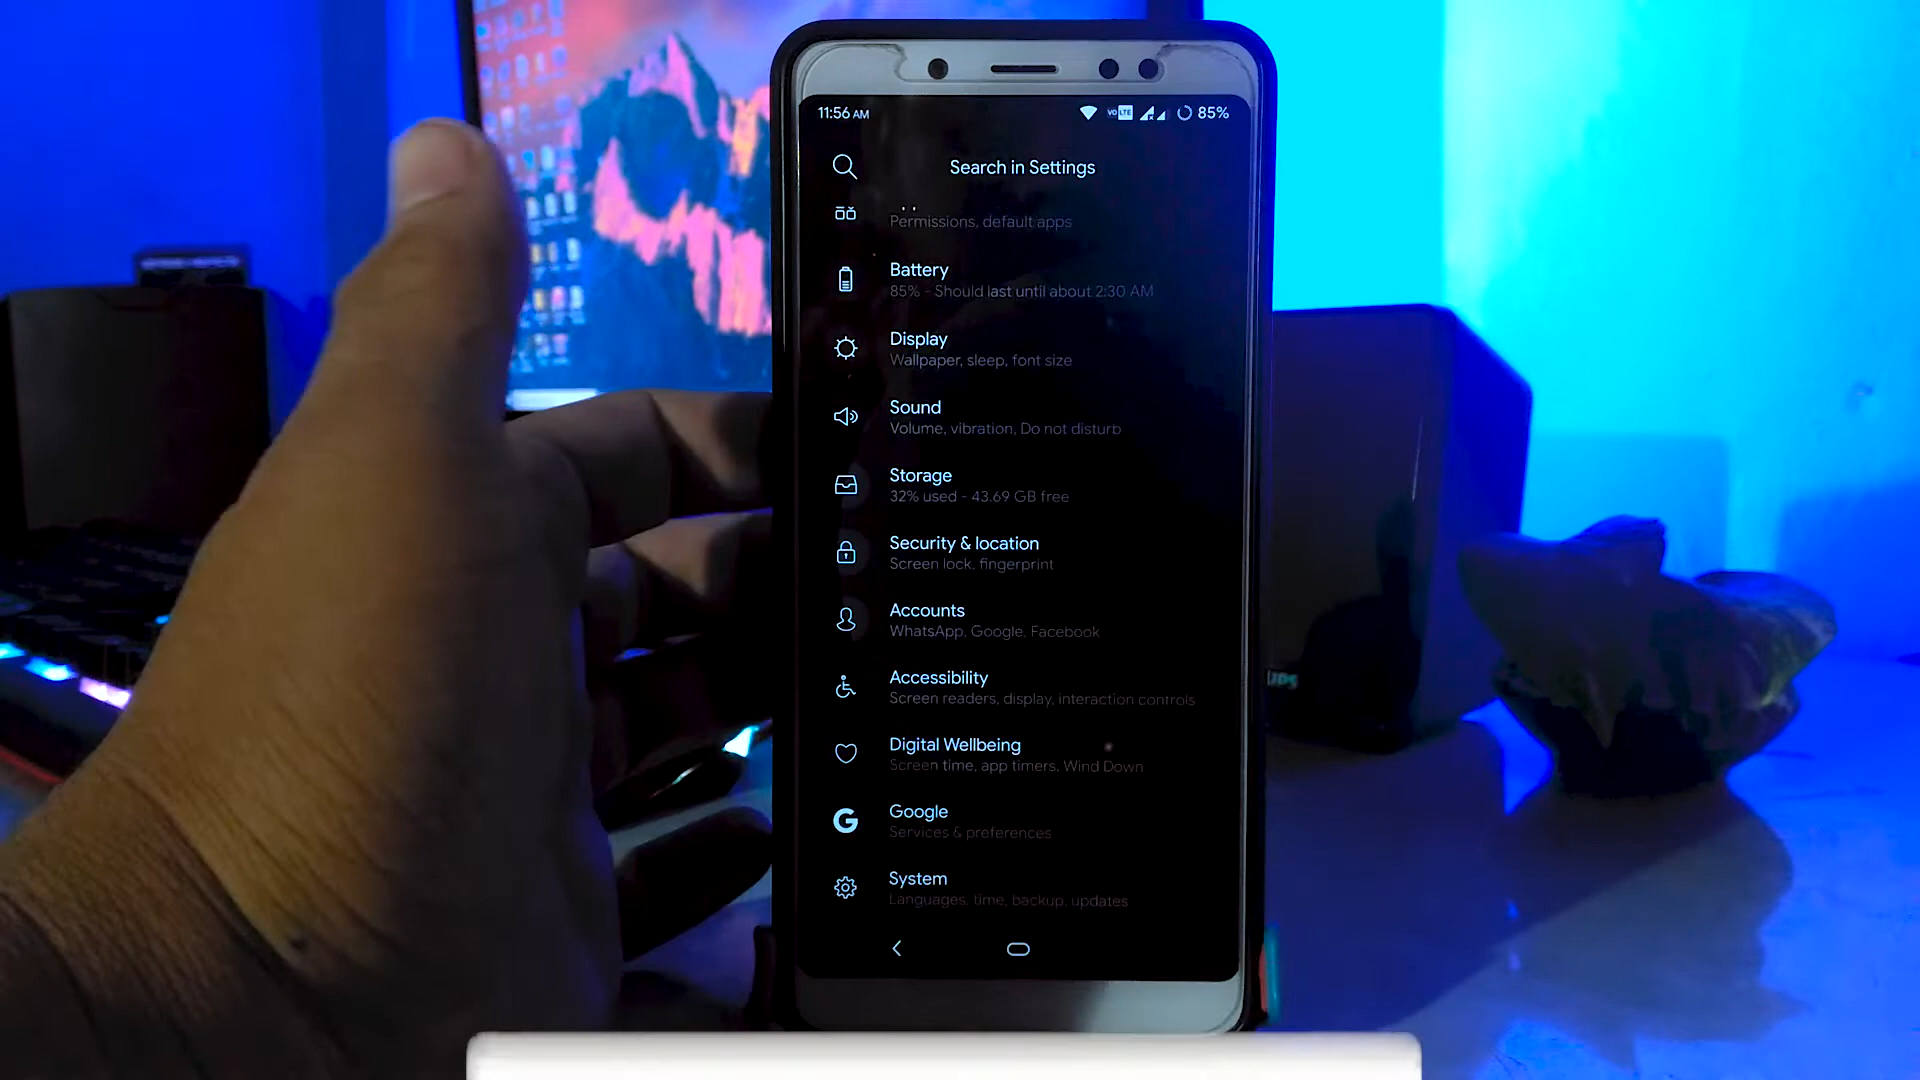 11:56 AM
VO LTE
85%
Search in Settings
Permissions, default apps
Battery
85% - Should last until about 2:30 AM
Display
Wallpaper, sleep, font size
Sound
Volume, vibration, Do not disturb
Storage
32% used - 43.69 GB free
Security & location
Screen lock, fingerprint
Accounts
WhatsApp, Google, Facebook
Accessibility
Screen readers, display, interaction controls
Digital Wellbeing
Screen time, app timers, Wind Down
Google
Services & preferences
System
Languages, time, backup, updates